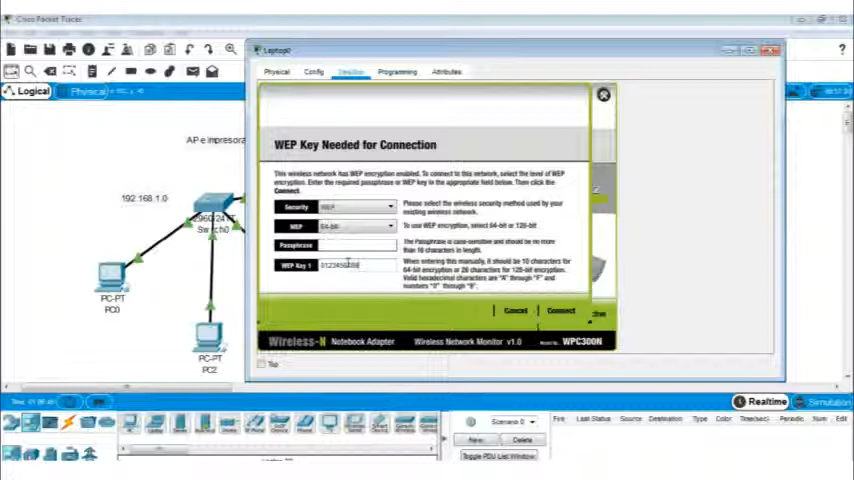 Cisco Packet Tracer
Laptop0
Physical Config Desktop Programming Attributes
Logical
Physical
AP e Impresora
192.168.1.0
2960-24TT
Switch0
PC-PT
PC0
PC-PT
PC2
WEP Key Needed for Connection
This wireless network has WEP encryption enabled. To connect to this network, select the level of WEP
encryption. Enter the required passphrase or WEP key in the appropriate field below. Then click the
Connect.
Security WEP
Please select the wireless security method used by your
existing wireless network.
WEP 64-bit
To use WEP encryption, select 64-bit or 128-bit
Passphrase
The Passphrase is case-sensitive and should be no more
than 16 characters in length.
WEP Key 1
When entering this manually, it should be 10 characters for
64-bit encryption or 26 characters for 128-bit encryption.
Valid hexadecimal characters are "A" through "F" and
numbers "0" through "9".
Cancel Connect
Wireless-N Notebook Adapter Wireless Network Monitor v1.0 Model No. WPC300N
Top
Realtime Simulation
Scenario 0
New Delete
Toggle PDU List Window
Fire Last Status Source Destination Type Color Time(sec) Periodic Num Edit